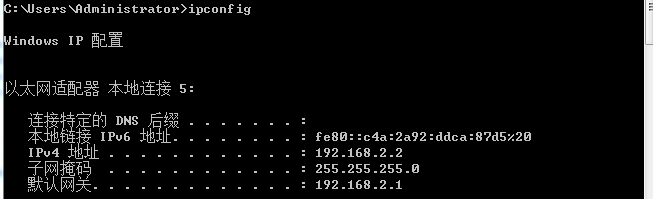 C:\Users\Administrator>ipconfig
Windows IP 配置
以太网适配器 本地连接 5:
连接特定的 DNS 后缀 . . . . . . . :
本地链接 IPv6 地址. . . . . . . . : fe80::c4a:2a92:ddca:87d5%20
IPv4 地址 . . . . . . . . . . . . : 192.168.2.2
子网掩码 . . . . . . . . . . . . : 255.255.255.0
默认网关. . . . . . . . . . . . . : 192.168.2.1